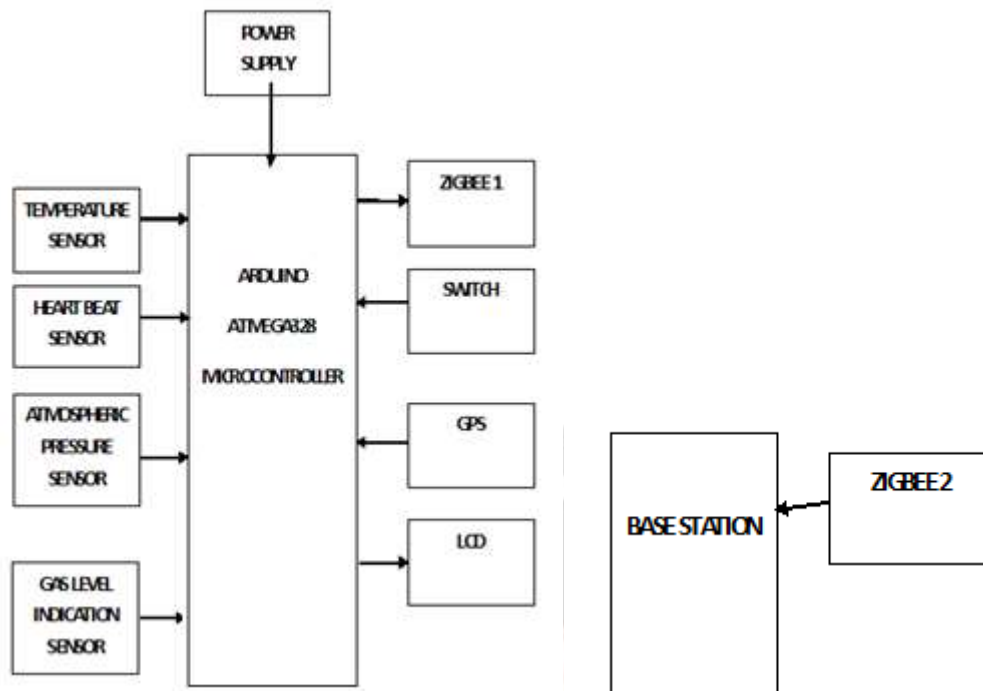 POWER
SUPPLY
TEMPERATURE
SENSOR
HEART BEAT
SENSOR
ATMOSPHERIC
PRESSURE
SENSOR
GAS LEVEL
INDICATION
SENSOR
ARDUINO
ATMEGA328
MICROCONTROLLER
ZIGBEE 1
SWITCH
GPS
LCD
BASE STATION
ZIGBEE 2